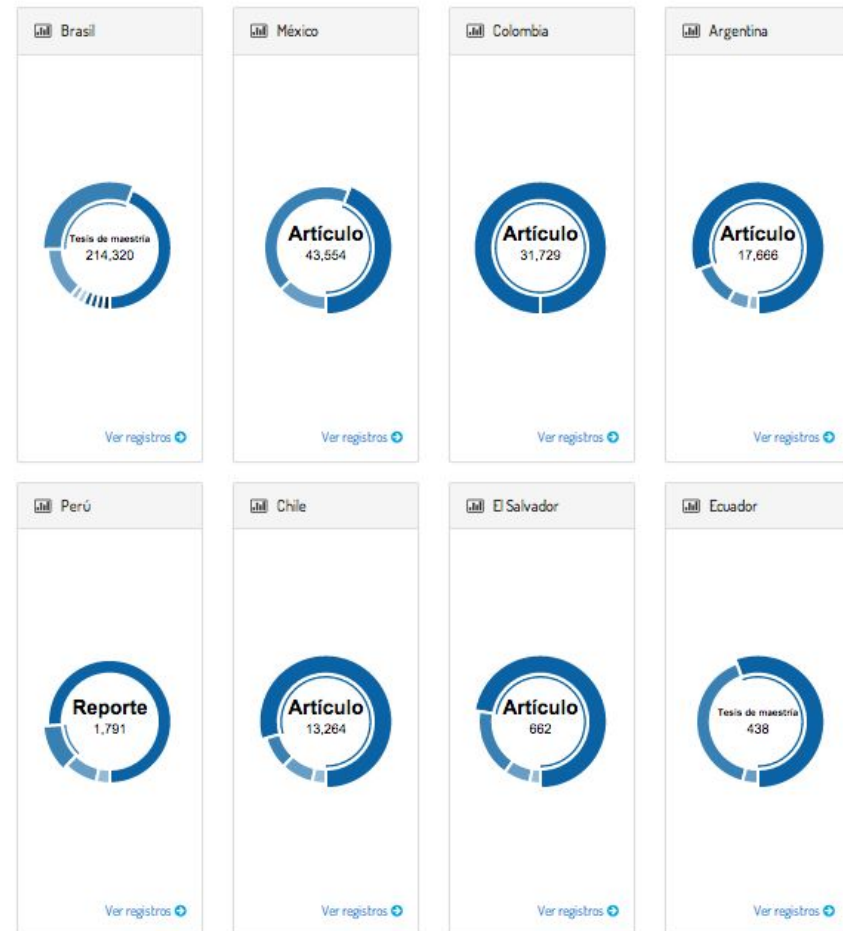 Brasil
México
Colombia
Argentina
Tesis de maestría
214,320
Artículo
43,554
Artículo
31,729
Artículo
17,666
Ver registros
Ver registros
Ver registros
Ver registros
Perú
Chile
El Salvador
Ecuador
Reporte
1,791
Artículo
13,264
Artículo
662
Tesis de maestría
438
Ver registros
Ver registros
Ver registros
Ver registros